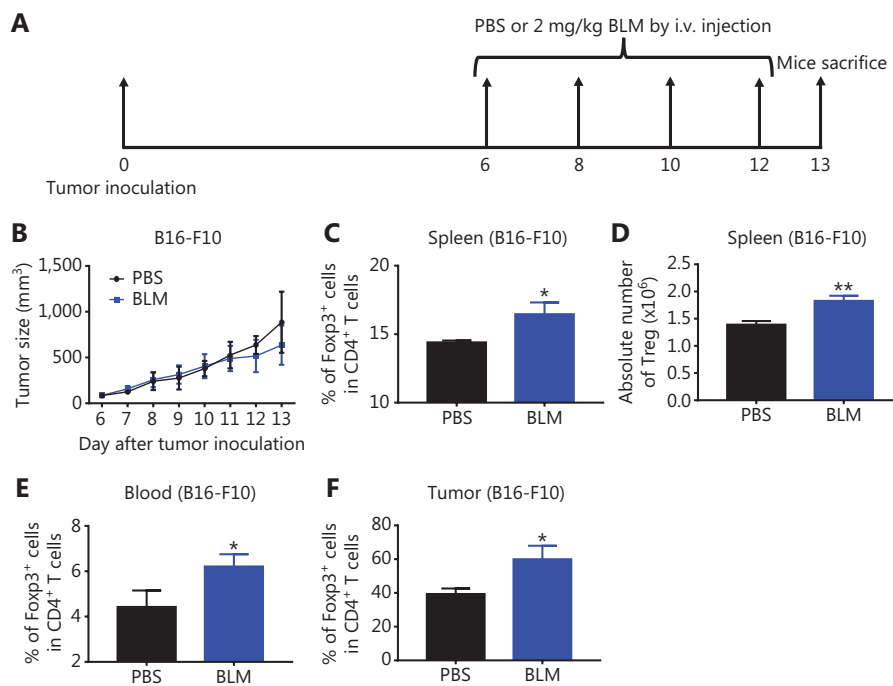 A
PBS or 2 mg/kg BLM by i.v. injection
Mice sacrifice
0
6
8
10
12
13
Tumor inoculation
B
B16-F10
Tumor size (mm³)
1,500
1,000
500
0
PBS
BLM
6 7 8 9 10 11 12 13
Day after tumor inoculation
C
Spleen (B16-F10)
% of Foxp3⁺ cells
in CD4⁺ T cells
20
15
10
*
PBS
BLM
D
Spleen (B16-F10)
Absolute number
of Treg (x10⁶)
2.5
2.0
1.5
1.0
0.5
0.0
**
PBS
BLM
E
Blood (B16-F10)
% of Foxp3⁺ cells
in CD4⁺ T cells
8
6
4
2
*
PBS
BLM
F
Tumor (B16-F10)
% of Foxp3⁺ cells
in CD4⁺ T cells
80
60
40
20
0
*
PBS
BLM